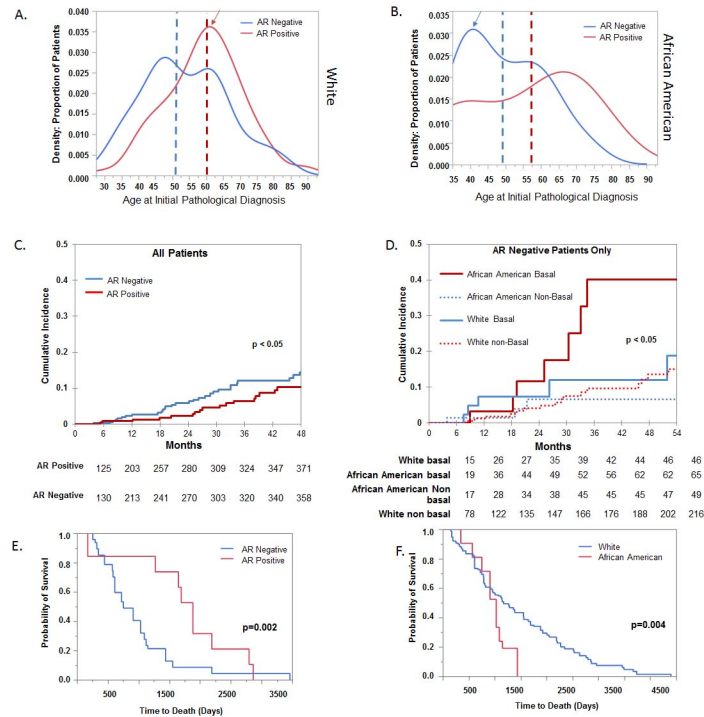 A.
AR Negative
AR Positive
White
Density: Proportion of Patients
0.040
0.035
0.030
0.025
0.020
0.015
0.010
0.005
0.000
30 35 40 45 50 55 60 65 70 75 80 85 90
Age at Initial Pathological Diagnosis
B.
AR Negative
AR Positive
African American
Density: Proportion of Patients
0.035
0.030
0.025
0.020
0.015
0.010
0.005
0.000
35 45 55 65 75 80 90
Age at Initial Pathological Diagnosis
C.
All Patients
AR Negative
AR Positive
p < 0.05
Cumulative Incidence
0.5
0.4
0.3
0.2
0.1
0
0 6 12 18 24 30 36 42 48
Months
AR Positive 125 203 257 280 309 324 347 371
AR Negative 130 213 241 270 303 320 340 358
D.
AR Negative Patients Only
African American Basal
African American Non-Basal
White Basal
White non-Basal
p < 0.05
Cumulative Incidence
0.5
0.4
0.3
0.2
0.1
0
0 6 12 18 24 30 36 42 48 54
Months
White basal 15 26 27 35 39 42 44 46 46
African American basal 19 36 44 49 52 56 62 62 65
African American Non
basal 17 28 34 38 45 45 45 47 49
White non basal 78 122 135 147 166 176 188 202 216
E.
AR Negative
AR Positive
p=0.002
Probability of Survival
1.0
0.8
0.6
0.4
0.2
0.0
500 1500 2500 3500
Time to Death (Days)
F.
White
African American
p=0.004
Probability of Survival
1.0
0.8
0.6
0.4
0.2
0.0
500 1500 2500 3500 4500
Time to Death (Days)